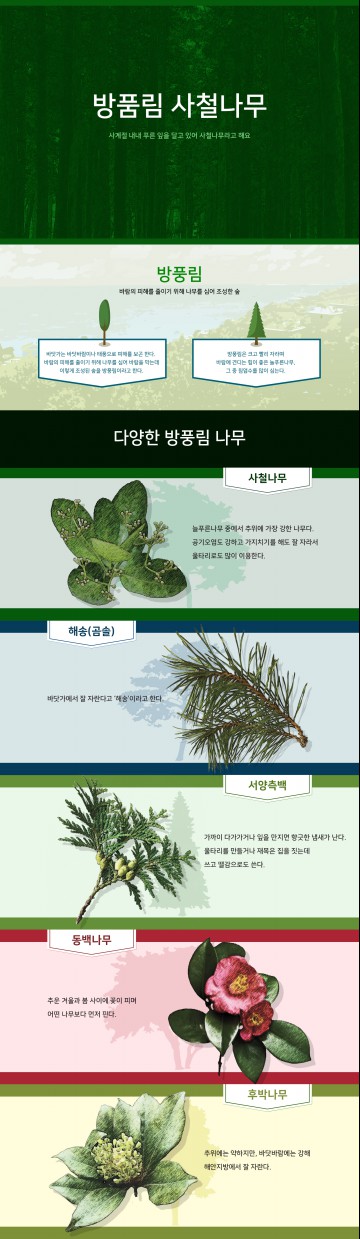 방품림 사철나무
사계절 내내 푸른 잎을 달고 있어 사철나무라고 해요
방풍림
바람의 피해를 줄이기 위해 나무를 심어 조성한 숲
바닷가는 바닷바람이나 태풍으로 피해를 보곤 한다.
바람의 피해를 줄이기 위해 나무를 심어 바람을 막는데
이렇게 조성된 숲을 방풍림이라고 한다.
방풍림은 크고 빨리 자라며
바람에 견디는 힘이 좋은 늘푸른나무,
그 중 침엽수를 많이 심는다.
다양한 방풍림 나무
사철나무
늘푸른나무 중에서 추위에 가장 강한 나무다.
공기오염도 강하고 가지치기를 해도 잘 자라서
울타리로도 많이 이용한다.
해송(곰솔)
바닷가에서 잘 자란다고 '해송'이라고 한다.
서양측백
가까이 다가가거나 잎을 만지면 향긋한 냄새가 난다.
울타리를 만들거나 재목은 집을 짓는데
쓰고 땔감으로도 쓴다.
동백나무
추운 겨울과 봄 사이에 꽃이 피며
어떤 나무보다 먼저 핀다.
후박나무
추위에는 약하지만, 바닷바람에는 강해
해안지방에서 잘 자란다.